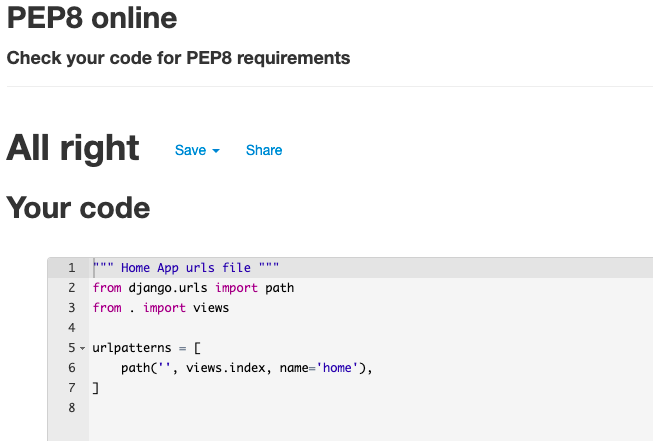 PEP8 online
Check your code for PEP8 requirements
All right Save Share
Your code
1 """ Home App urls file """
2 from django.urls import path
3 from . import views
4
5 urlpatterns = [
6     path('', views.index, name='home'),
7 ]
8